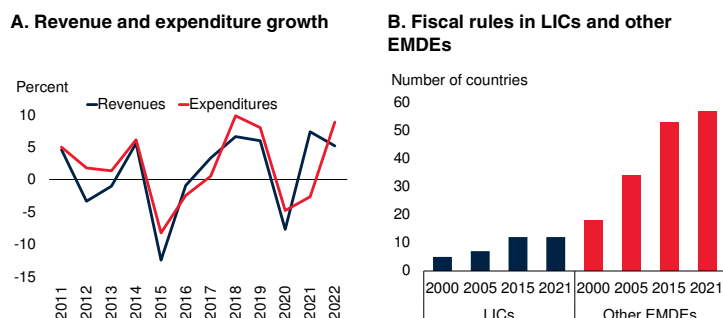 A. Revenue and expenditure growth
Percent
Revenues Expenditures
10
5
0
-5
-10
-15
2011 2012 2013 2014 2015 2016 2017 2018 2019 2020 2021 2022
B. Fiscal rules in LICs and other
EMDEs
Number of countries
60
50
40
30
20
10
0
2000 2005 2015 2021 2000 2005 2015 2021
LICs Other EMDEs